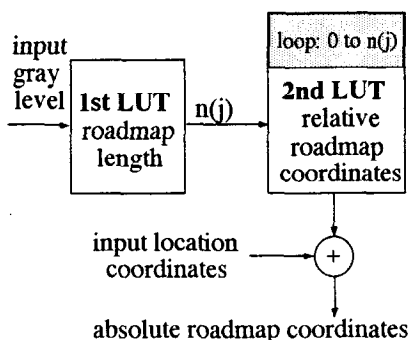 input
gray
level
1st LUT
roadmap
length
n(j)
loop: 0 to n(j)
2nd LUT
relative
roadmap
coordinates
input location
coordinates
+
absolute roadmap coordinates